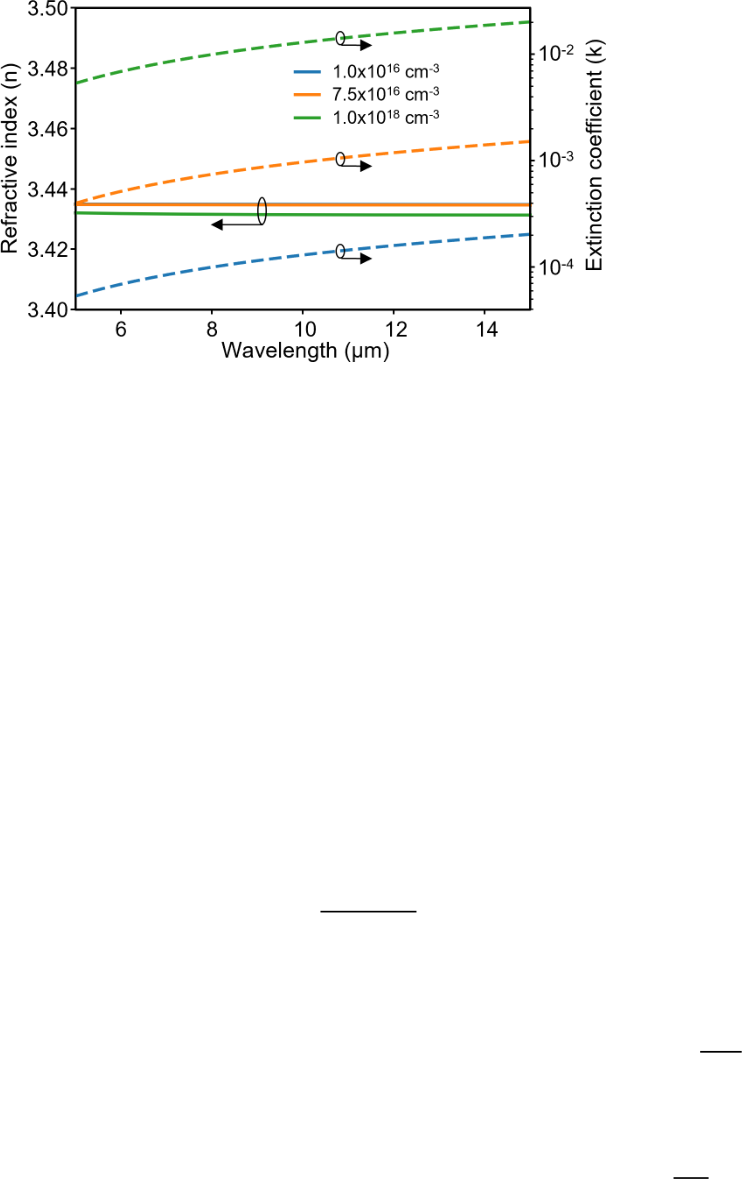 3.50
3.48
3.46
3.44
3.42
3.40
Refractive index (n)
1.0x10¹⁶ cm⁻³
7.5x10¹⁶ cm⁻³
1.0x10¹⁸ cm⁻³
10⁻²
10⁻³
10⁻⁴
Extinction coefficient (k)
6 8 10 12 14
Wavelength (μm)